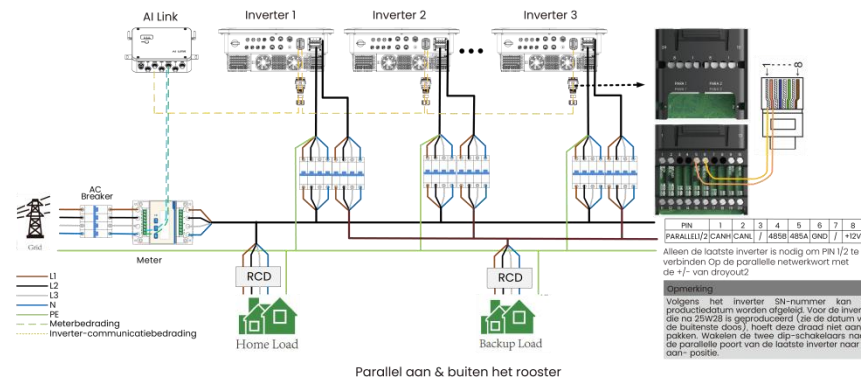 AI Link
Inverter 1
Inverter 2
Inverter 3
AC
Breaker
Grid
Meter
L1
L2
L3
N
PE
Meterbedrading
Inverter-communicatiebedrading
RCD
Home Load
RCD
Backup Load
1
8
PIN 1 2 3 4 5 6 7 8
PARALLEL1/2 CANH CANL / 485B 485A GND / +12V
Alleen de laatste inverter is nodig om PIN 1/2 te
verbinden Op de parallelle netwerkwort met
de +/- van droyout2
Opmerking
Volgens het inverter SN-nummer kan
productiedatum worden afgeleid. Voor de inver
die na 25W28 is geproduceerd (zie de datum v
de buitenste doos), hoeft deze draad niet aan
pakken. Wakelen de twee dip-schakelaars na
de parallelle poort van de laatste inverter naar
aan- positie.
Parallel aan & buiten het rooster